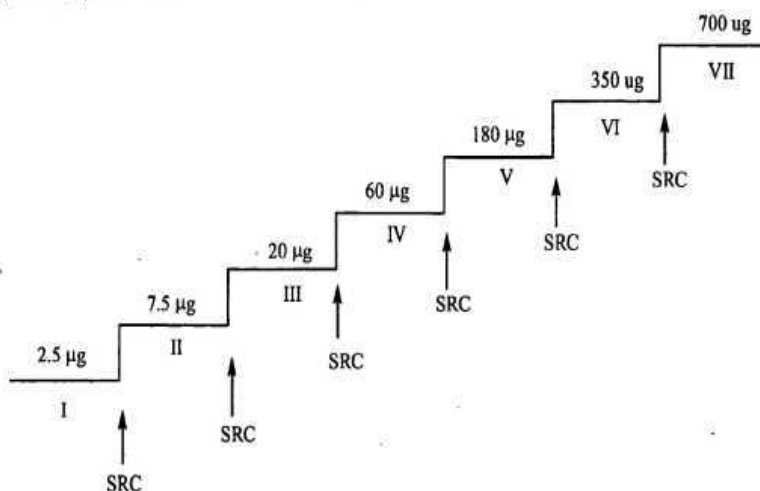 700 ug
VII
350 ug
VI
SRC
180 µg
V
SRC
60 µg
IV
SRC
20 µg
III
SRC
7.5 µg
II
SRC
2.5 µg
I
SRC